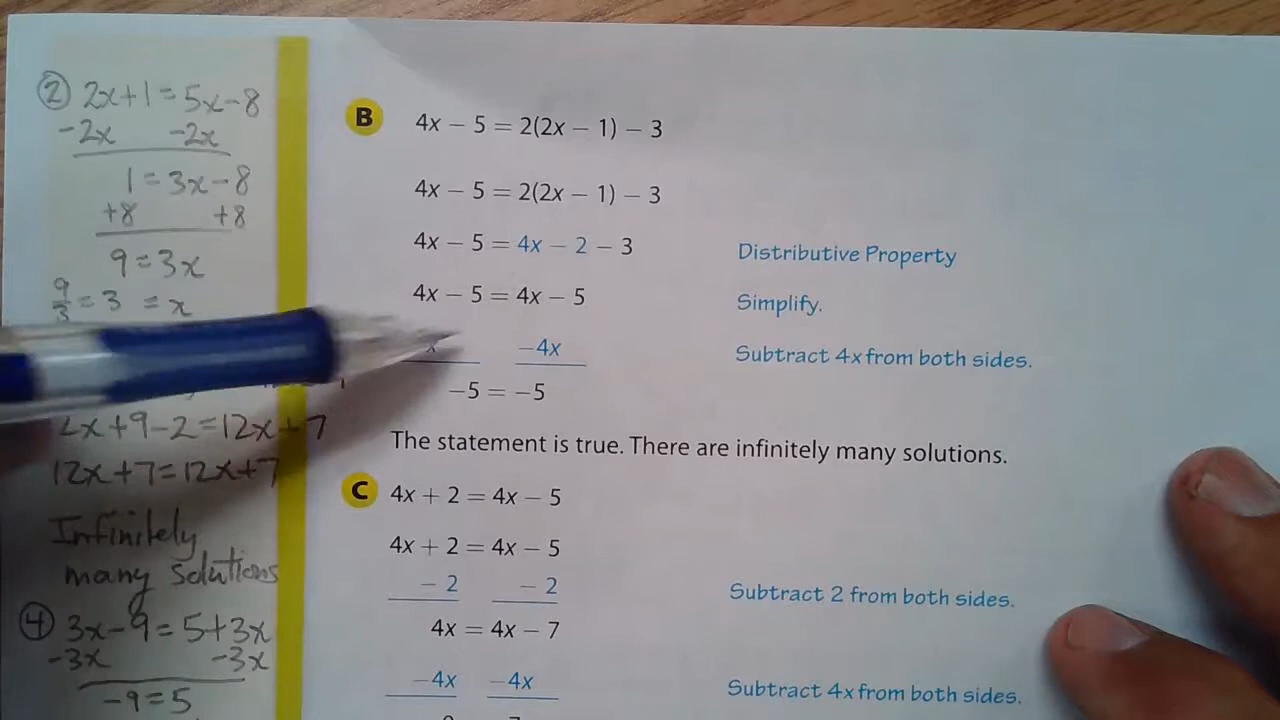 ② 2x+1=5x-8
-2x -2x
1=3x-8
+8 +8
9=3x
9/3=3=x
2x+9-2=12x+7
12x+7=12x+7
Infinitely
many solutions
④ 3x-9=5+3x
-3x -3x
-9=5
B 4x − 5 = 2(2x − 1) − 3
4x − 5 = 2(2x − 1) − 3
4x − 5 = 4x − 2 − 3 Distributive Property
4x − 5 = 4x − 5 Simplify.
x −4x Subtract 4x from both sides.
−5 = −5
The statement is true. There are infinitely many solutions.
C 4x + 2 = 4x − 5
4x + 2 = 4x − 5
− 2 − 2 Subtract 2 from both sides.
4x = 4x − 7
−4x −4x Subtract 4x from both sides.